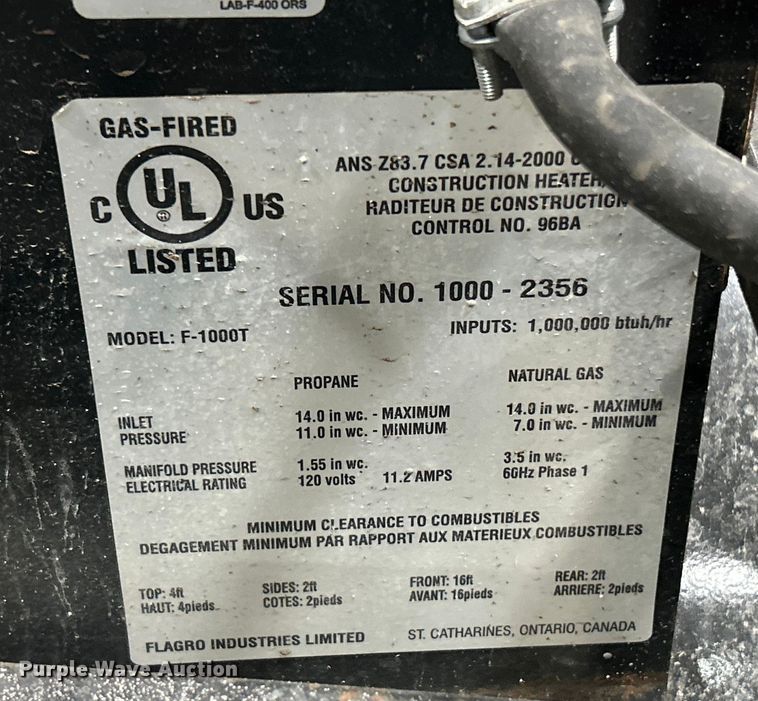 LAB-F-400 ORS
GAS-FIRED
C UL US
LISTED
ANS Z83.7 CSA 2.14-2000
CONSTRUCTION HEATER
RADITEUR DE CONSTRUCTION
CONTROL NO. 96BA
SERIAL NO. 1000 - 2356
MODEL: F-1000T INPUTS: 1,000,000 btuh/hr
PROPANE NATURAL GAS
INLET PRESSURE 14.0 in wc. - MAXIMUM 14.0 in wc. - MAXIMUM
11.0 in wc. - MINIMUM 7.0 in wc. - MINIMUM
MANIFOLD PRESSURE 1.55 in wc. 3.5 in wc.
ELECTRICAL RATING 120 volts 11.2 AMPS 60Hz Phase 1
MINIMUM CLEARANCE TO COMBUSTIBLES
DEGAGEMENT MINIMUM PAR RAPPORT AUX MATERIEUX COMBUSTIBLES
TOP: 4ft SIDES: 2ft FRONT: 16ft REAR: 2ft
HAUT: 4pieds COTES: 2pieds AVANT: 16pieds ARRIERE: 2pieds
FLAGRO INDUSTRIES LIMITED ST. CATHARINES, ONTARIO, CANADA
Purple Wave Auction